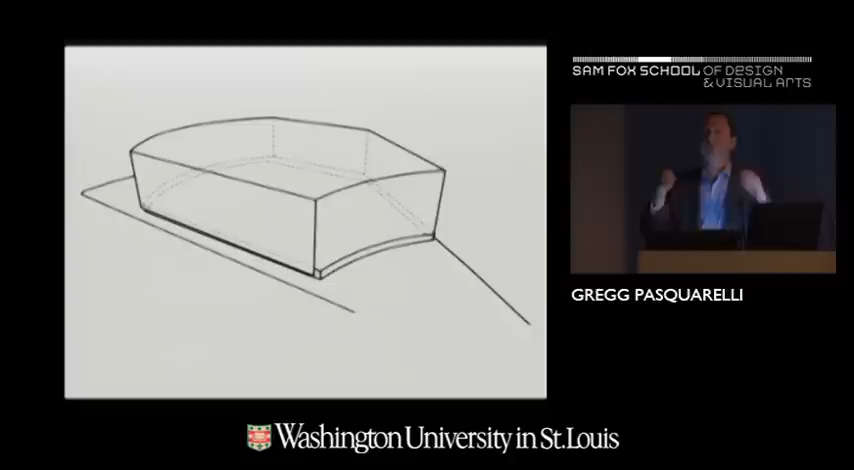 SAM FOX SCHOOL OF DESIGN
& VISUAL ARTS
GREGG PASQUARELLI
Washington University in St. Louis